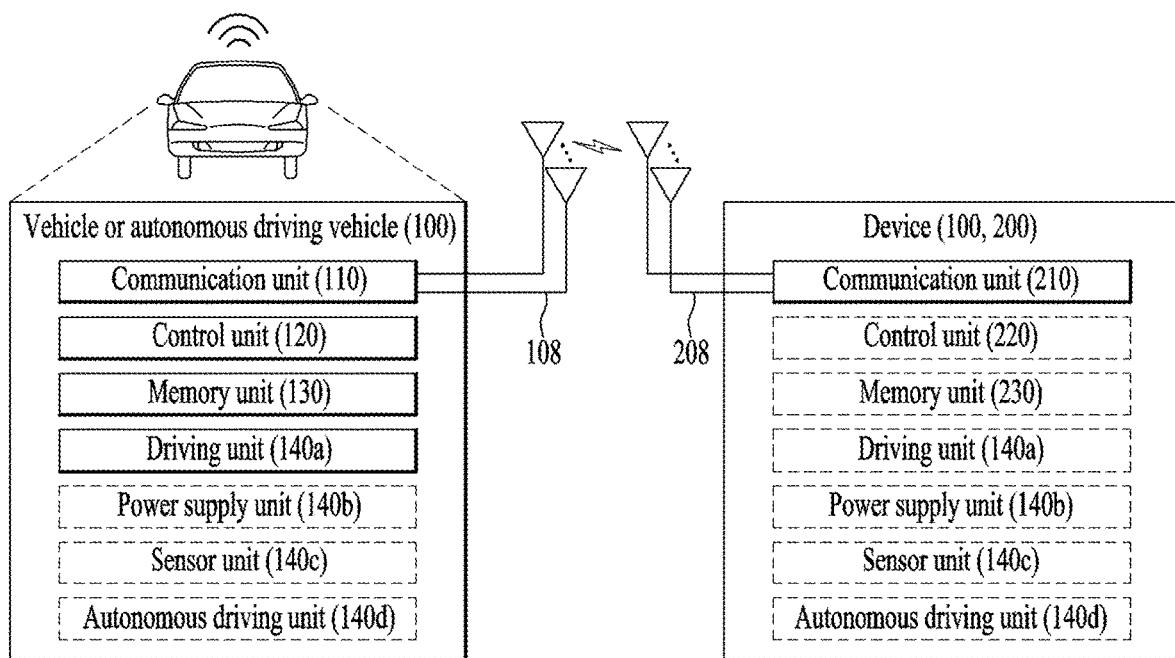 Vehicle or autonomous driving vehicle (100)
Communication unit (110)
Control unit (120)
Memory unit (130)
Driving unit (140a)
Power supply unit (140b)
Sensor unit (140c)
Autonomous driving unit (140d)
108
208
Device (100, 200)
Communication unit (210)
Control unit (220)
Memory unit (230)
Driving unit (140a)
Power supply unit (140b)
Sensor unit (140c)
Autonomous driving unit (140d)